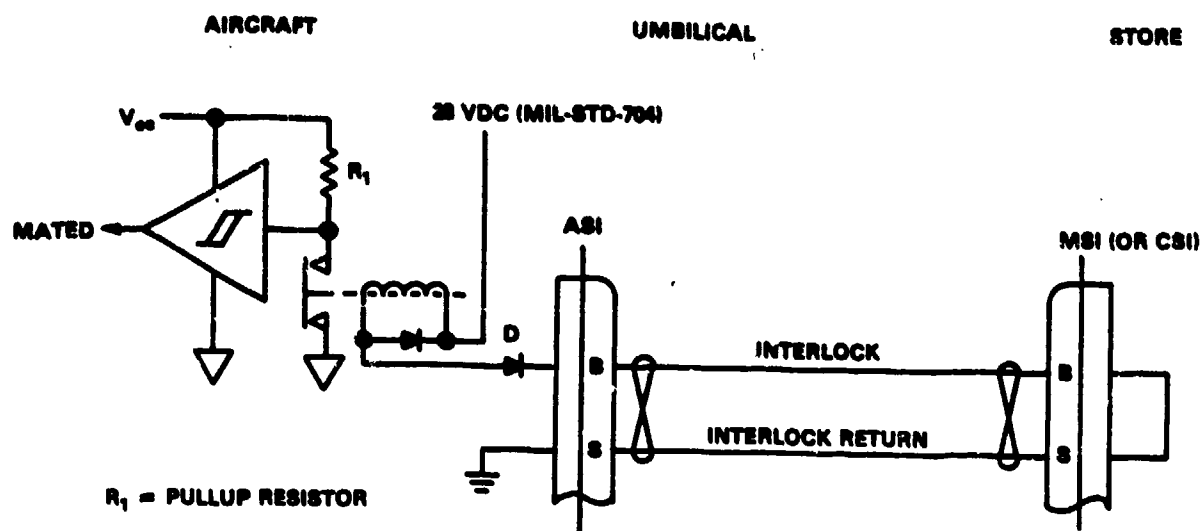 AIRCRAFT
UMBILICAL
STORE
28 VDC (MIL-STD-704)
Vcc
R1
MATED
ASI
MSI (OR CSI)
D
B
INTERLOCK
B
S
INTERLOCK RETURN
S
R1 = PULLUP RESISTOR